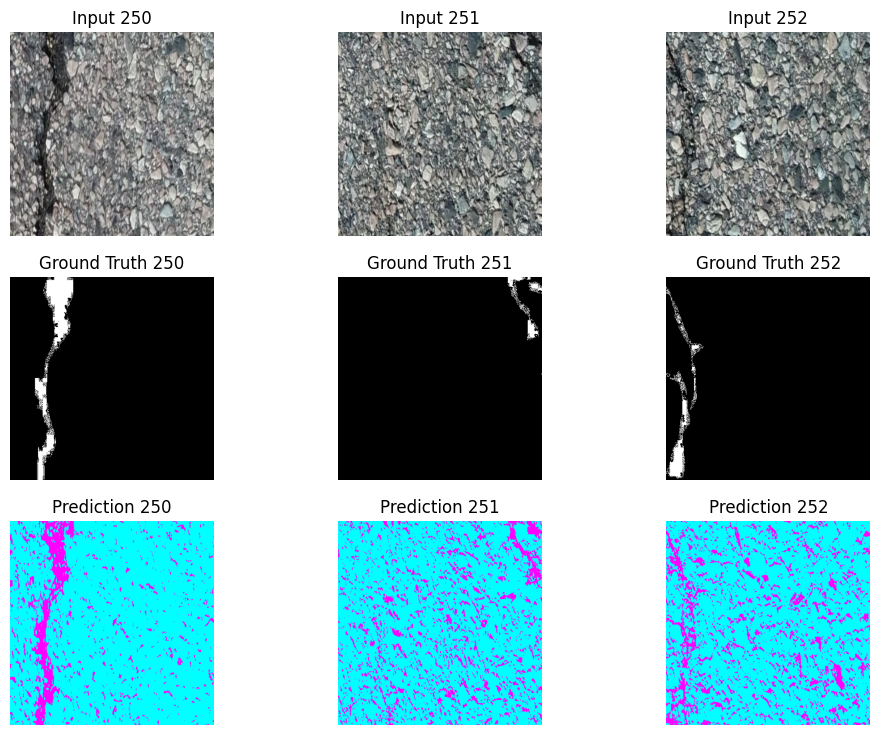 Input 250
Input 251
Input 252
Ground Truth 250
Ground Truth 251
Ground Truth 252
Prediction 250
Prediction 251
Prediction 252